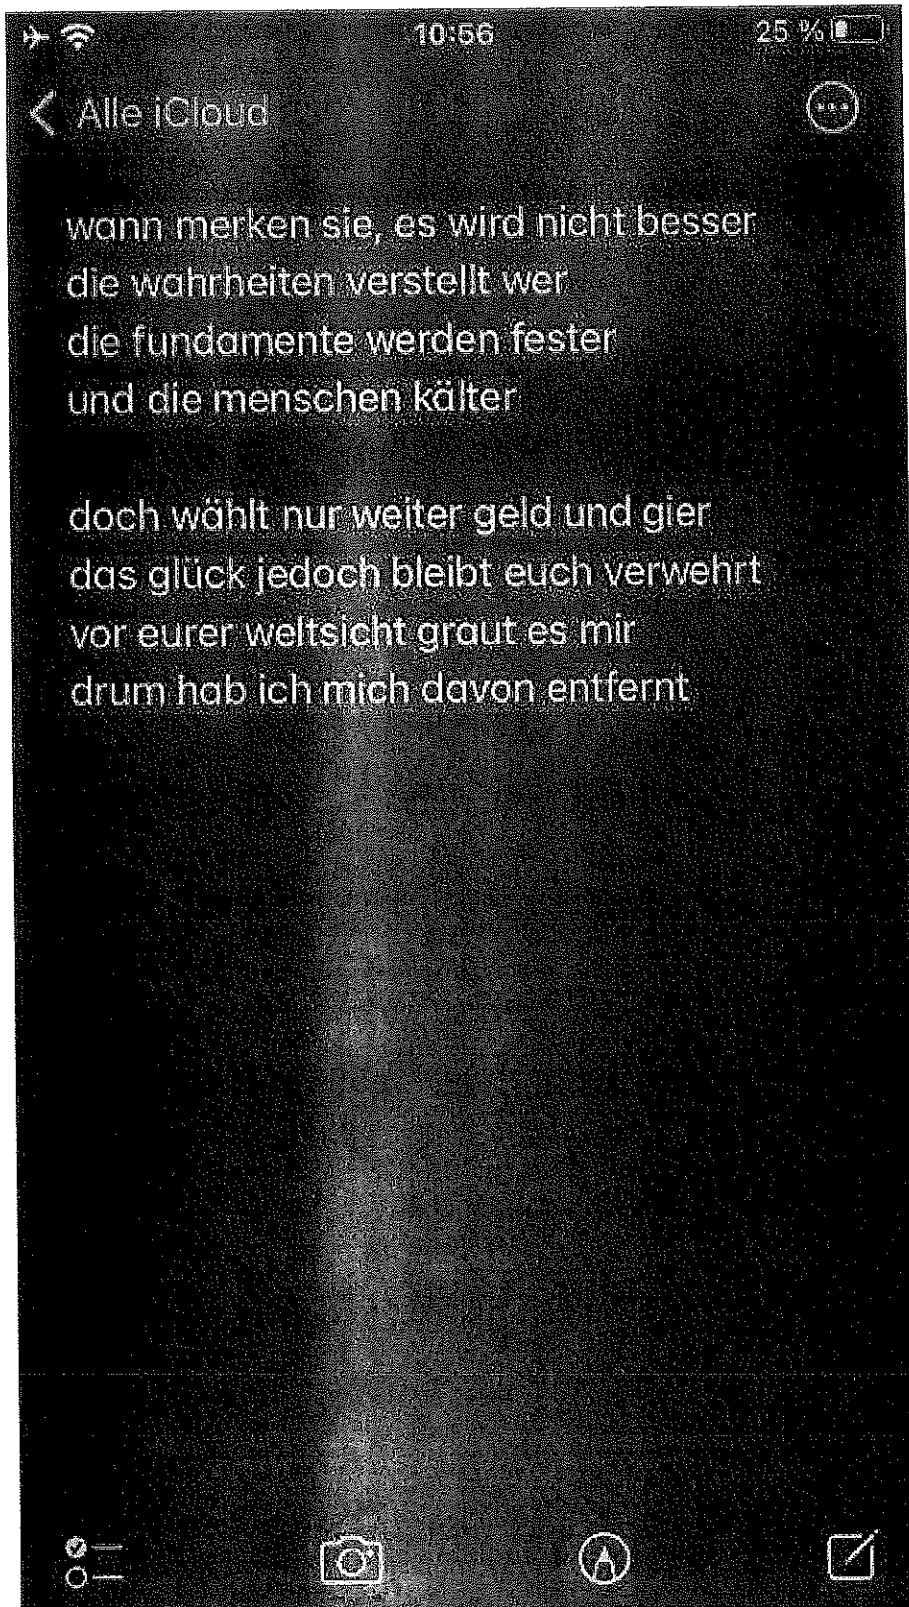 10:56
25 %
Alle iCloud
wann merken sie, es wird nicht besser
die wahrheiten verstellt wer
die fundamente werden fester
und die menschen kälter
doch wählt nur weiter geld und gier
das glück jedoch bleibt euch verwehrt
vor eurer weltsicht graut es mir
drum hab ich mich davon entfernt